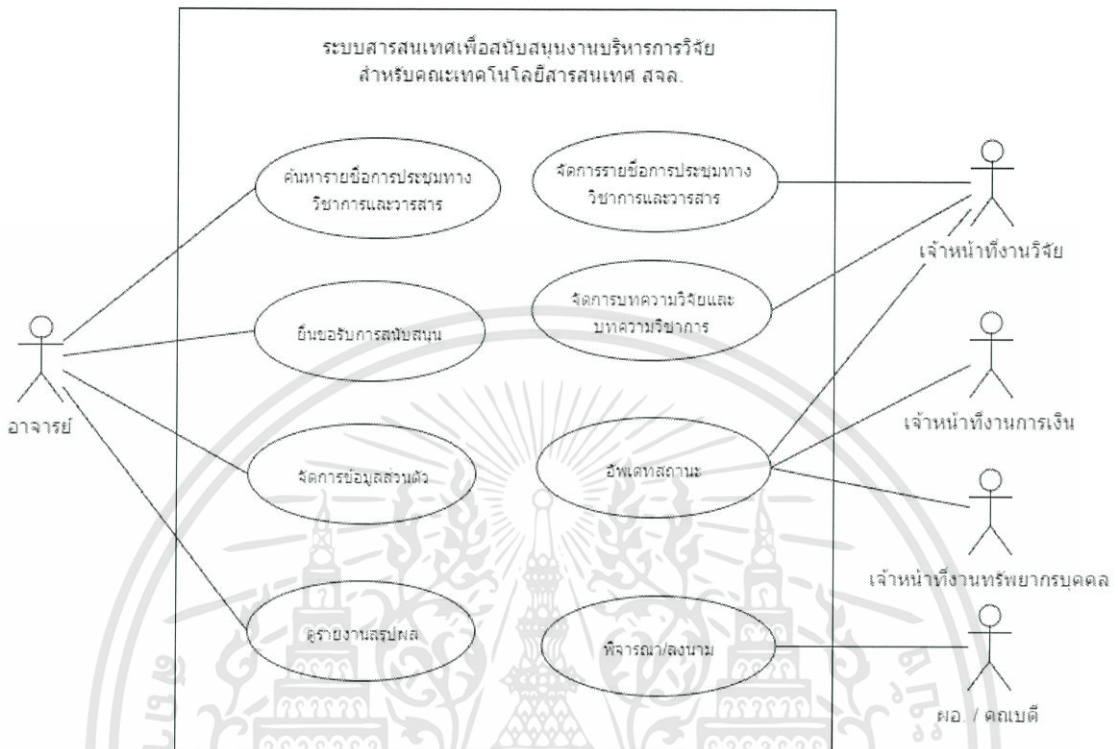 ระบบสารสนเทศเพื่อสนับสนุนงานบริหารการวิจัย
สำหรับคณะเทคโนโลยีสารสนเทศ สจล.
ค้นหารายชื่อการประชุมทาง
วิชาการและวารสาร
จัดการรายชื่อการประชุมทาง
วิชาการและวารสาร
เจ้าหน้าที่งานวิจัย
ยื่นขอรับการสนับสนุน
จัดการบทความวิจัยและ
บทความวิชาการ
อาจารย์
เจ้าหน้าที่งานการเงิน
จัดการข้อมูลส่วนตัว
อัพเดทสถานะ
เจ้าหน้าที่งานทรัพยากรบุคคล
ดูรายงานสรุปผล
พิจารณา/ลงนาม
ผอ. / คณบดี